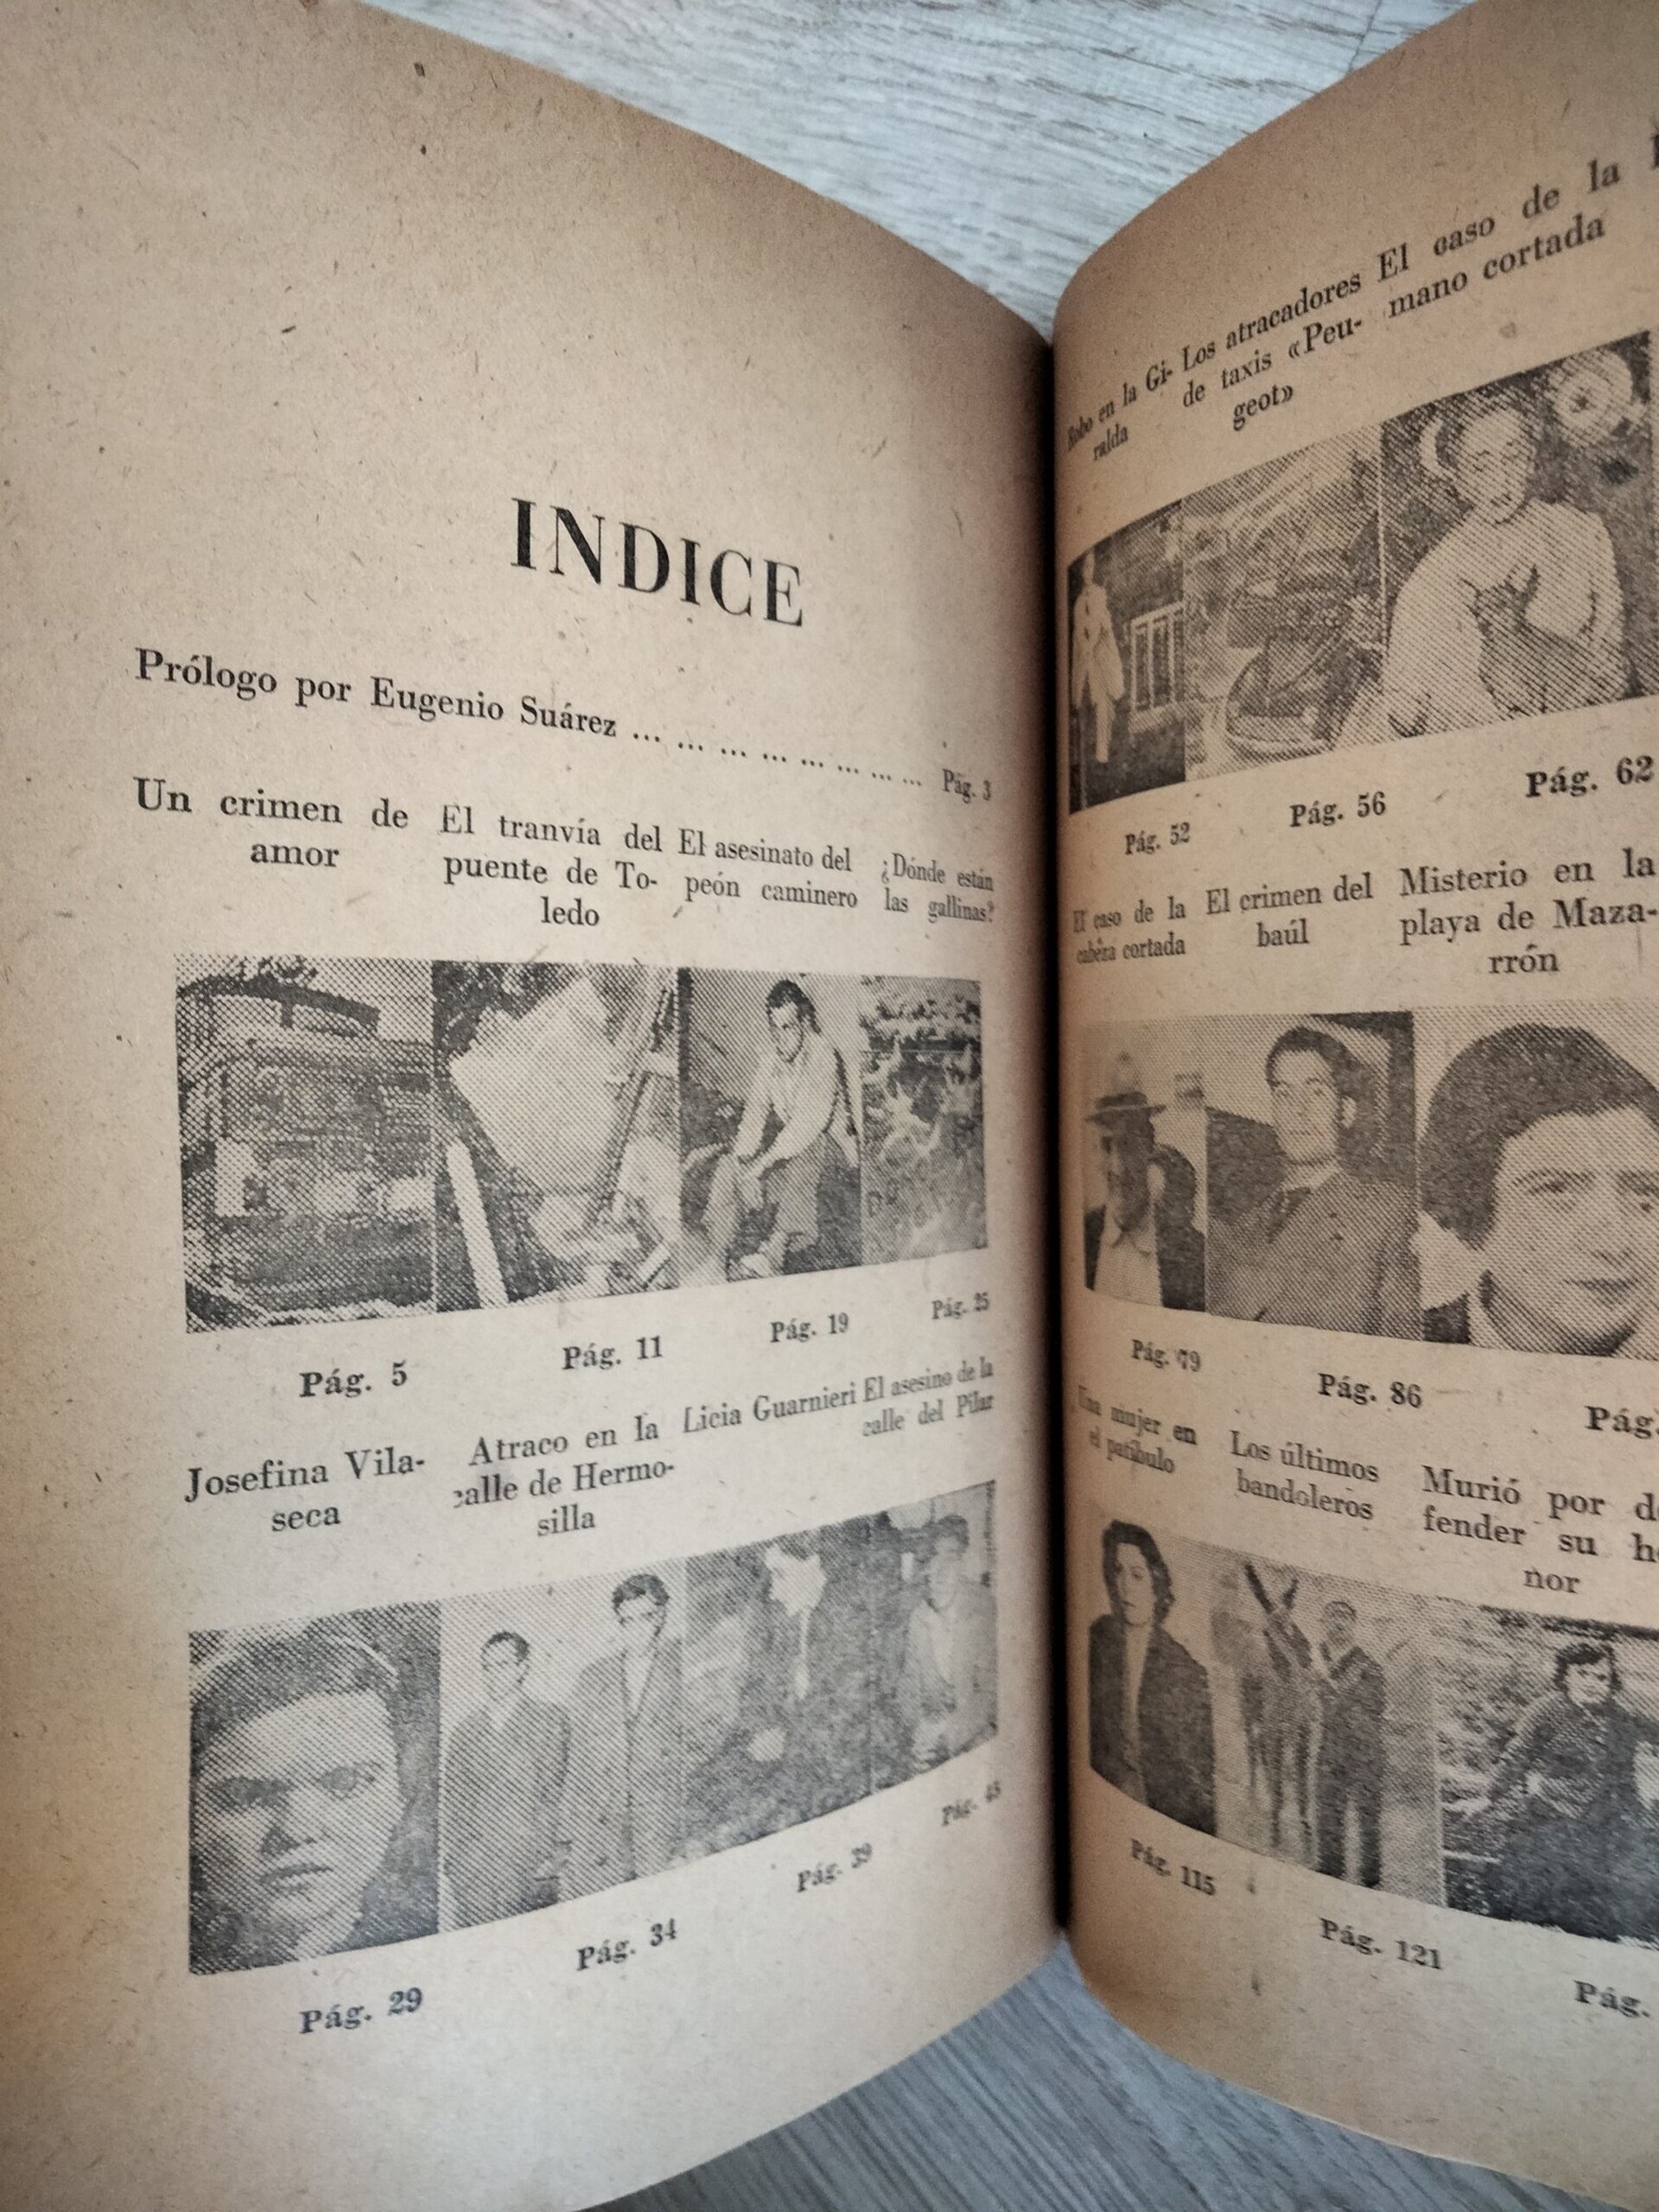 INDICE
Prólogo por Eugenio Suárez ... ... ... ... ... ... ... ... Pág. 3
Un crimen de
amor
El tranvía del
puente de To-
ledo
El asesinato del
peón caminero
¿Dónde están
las gallinas?
Pág. 5
Pág. 11
Pág. 19
Pág. 25
Josefina Vila-
seca
Atraco en la
calle de Hermo-
silla
Licia Guarnieri
El asesino de la
calle del Pilar
Pág. 29
Pág. 34
Pág. 39
Pág.
Robo en la Gi-
ralda
Los atracadores
de taxis «Peu-
geot»
El caso de la
mano cortada
Pág. 52
Pág. 56
Pág. 62
El caso de la
cabeza cortada
El crimen del
baúl
Misterio en la
playa de Maza-
rrón
Pág. 79
Pág. 86
Pág.
Una mujer en
el patíbulo
Los últimos
bandoleros
Murió por de
fender su ho
nor
Pág. 115
Pág. 121
Pág.